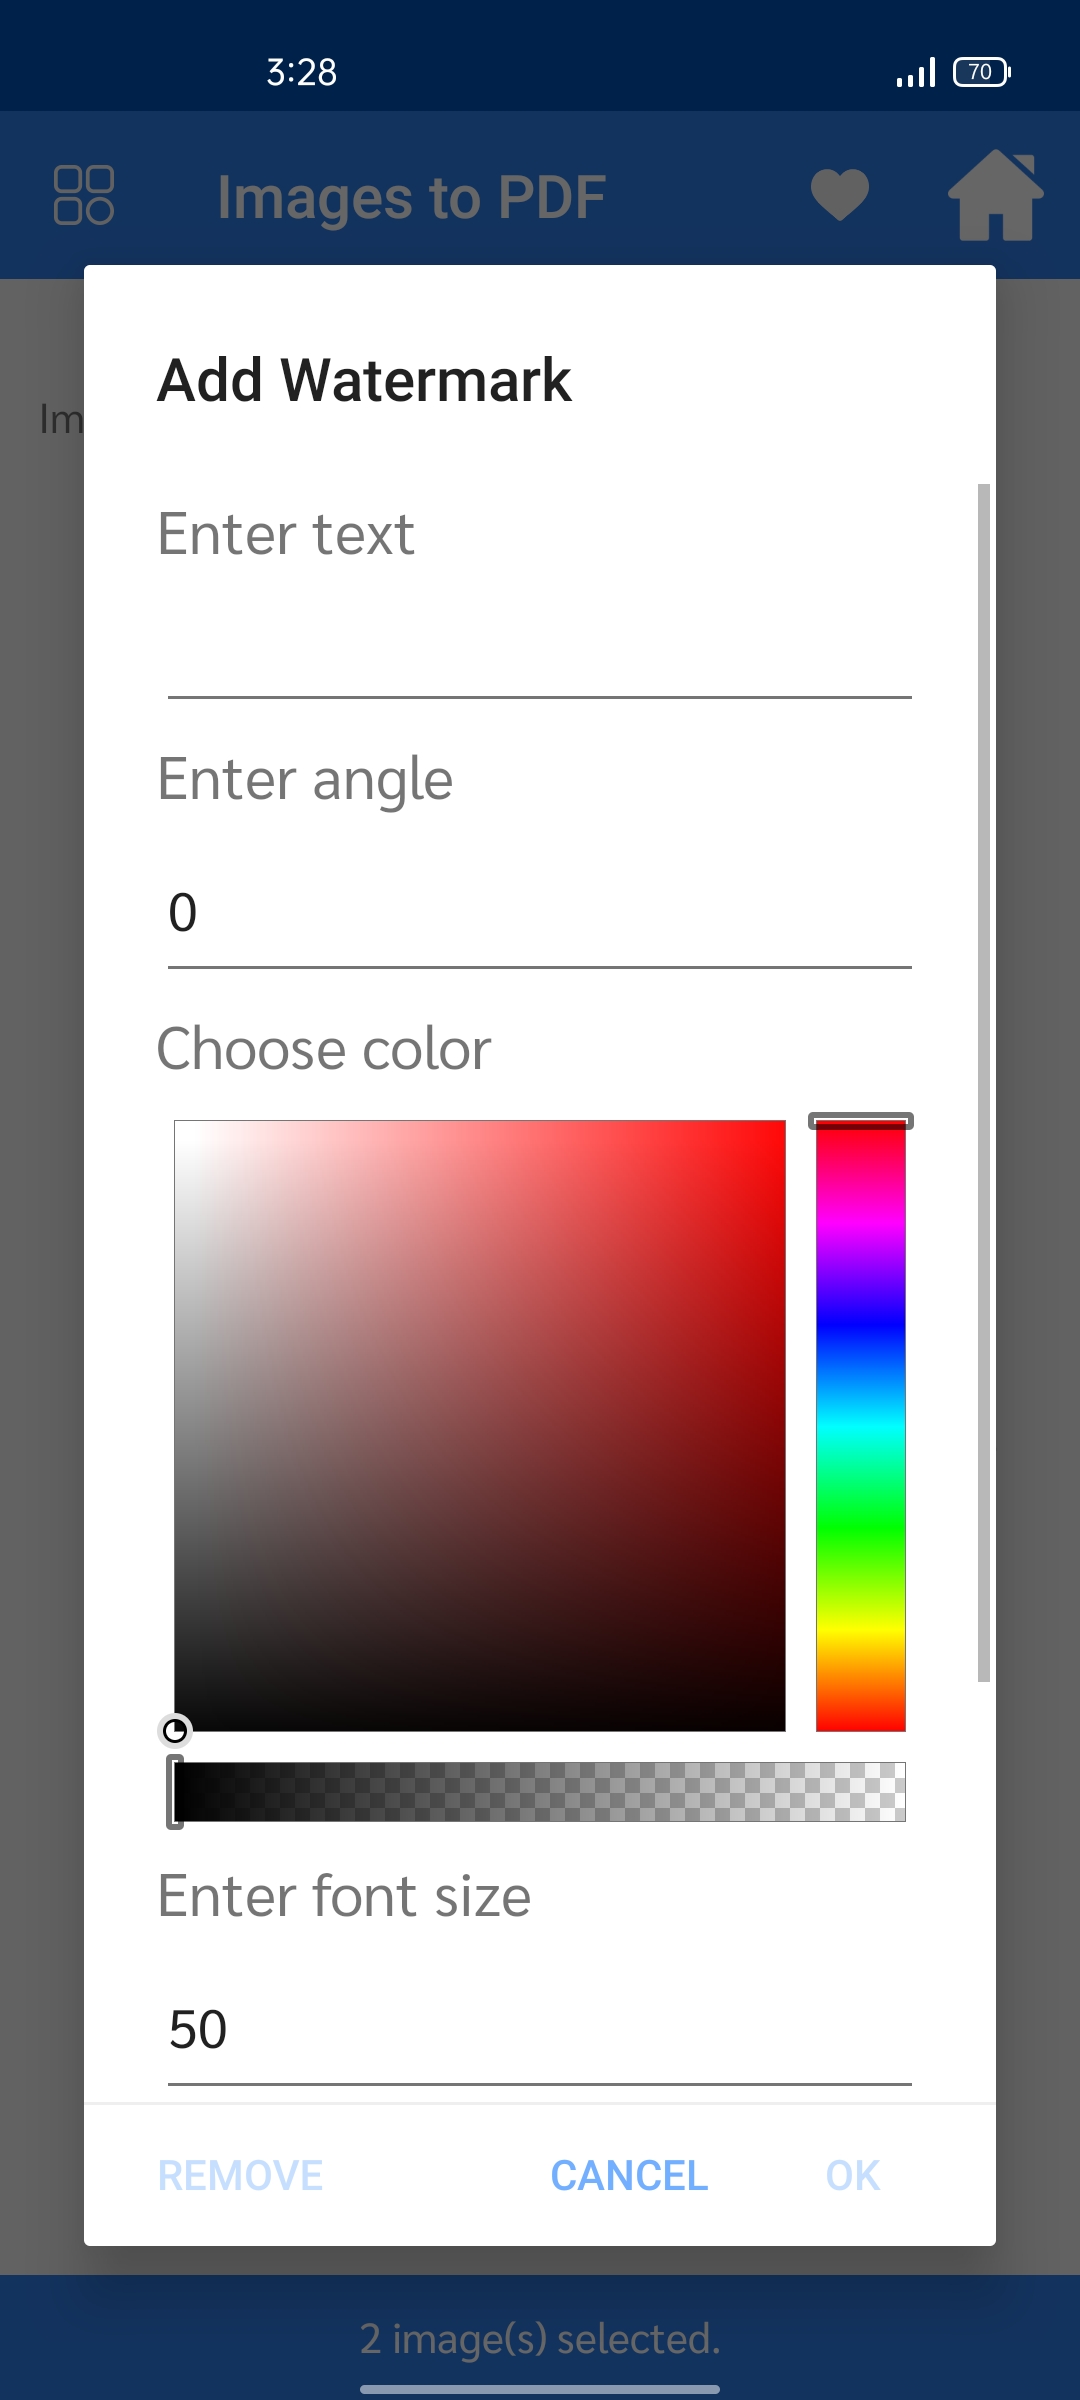 3:28
70
Images to PDF
Im
Add Watermark
Enter text
Enter angle
0
Choose color
Enter font size
50
REMOVE
CANCEL
OK
2 image(s) selected.